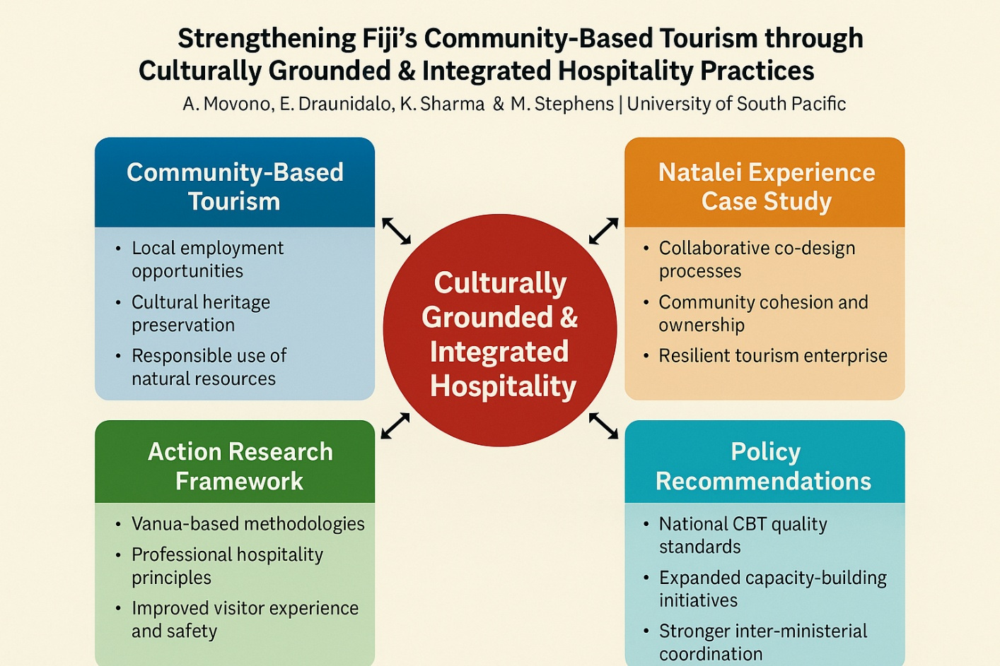 Strengthening Fiji’s Community-Based Tourism through
Culturally Grounded & Integrated Hospitality Practices
A. Movono, E. Draunidalo, K. Sharma & M. Stephens | University of South Pacific
Community-Based
Tourism
• Local employment
opportunities
• Cultural heritage
preservation
• Responsible use of
natural resources
Natalei Experience
Case Study
• Collaborative co-design
processes
• Community cohesion and
ownership
• Resilient tourism enterprise
Culturally
Grounded &
Integrated
Hospitality
Action Research
Framework
• Vanua-based methodologies
• Professional hospitality
principles
• Improved visitor experience
and safety
Policy
Recommendations
• National CBT quality
standards
• Expanded capacity-building
initiatives
• Stronger inter-ministerial
coordination